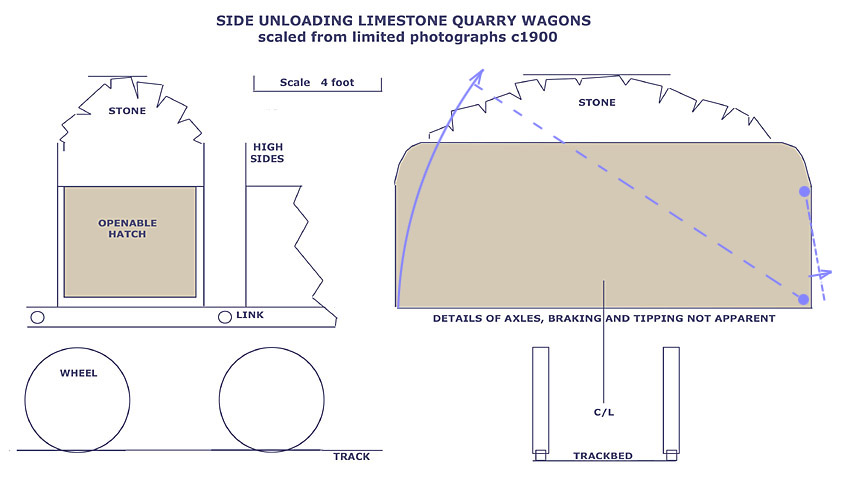 SIDE UNLOADING LIMESTONE QUARRY WAGONS
scaled from limited photographs c1900
Scale 4 foot
STONE
STONE
HIGH
SIDES
OPENABLE
HATCH
LINK
DETAILS OF AXLES, BRAKING AND TIPPING NOT APPARENT
WHEEL
C/L
TRACK
TRACKBED